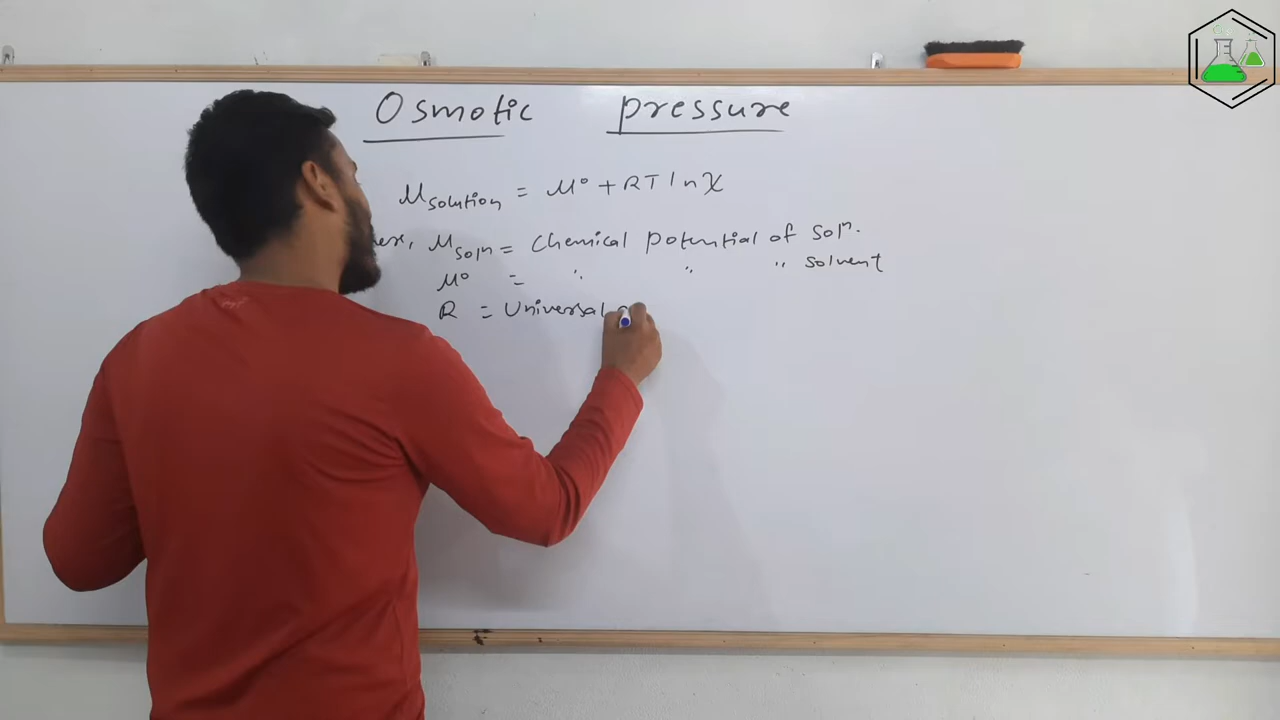 Osmotic pressure
μsolution = μ° + RT ln X
μsoln = Chemical potential of soln.
μ° = " " " solvent
R = Universal